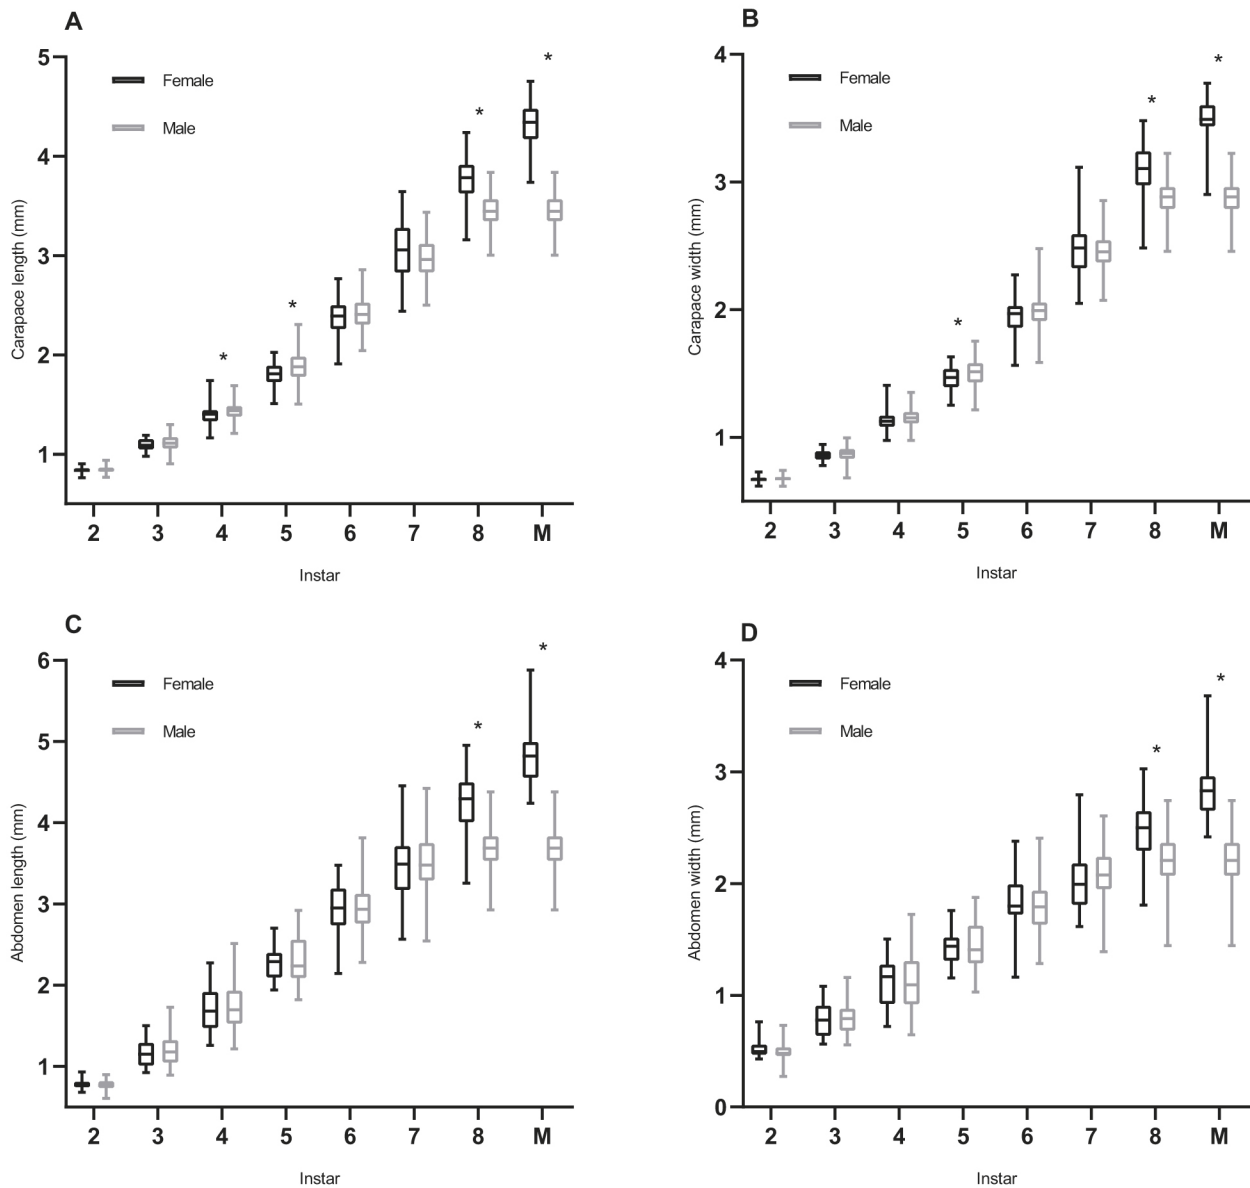 A
Carapace length (mm)
5
4
3
2
1
Female
Male
*
*
*
*
2 3 4 5 6 7 8 M
Instar
B
Carapace width (mm)
4
3
2
1
Female
Male
*
*
*
2 3 4 5 6 7 8 M
Instar
C
Abdomen length (mm)
6
5
4
3
2
1
Female
Male
*
*
2 3 4 5 6 7 8 M
Instar
D
Abdomen width (mm)
4
3
2
1
0
Female
Male
*
*
2 3 4 5 6 7 8 M
Instar